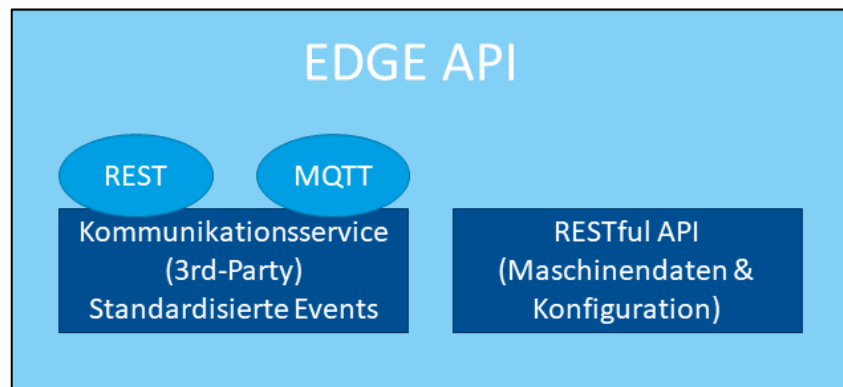 EDGE API
REST
MQTT
Kommunikationsservice
(3rd-Party)
Standardisierte Events
RESTful API
(Maschinendaten &
Konfiguration)